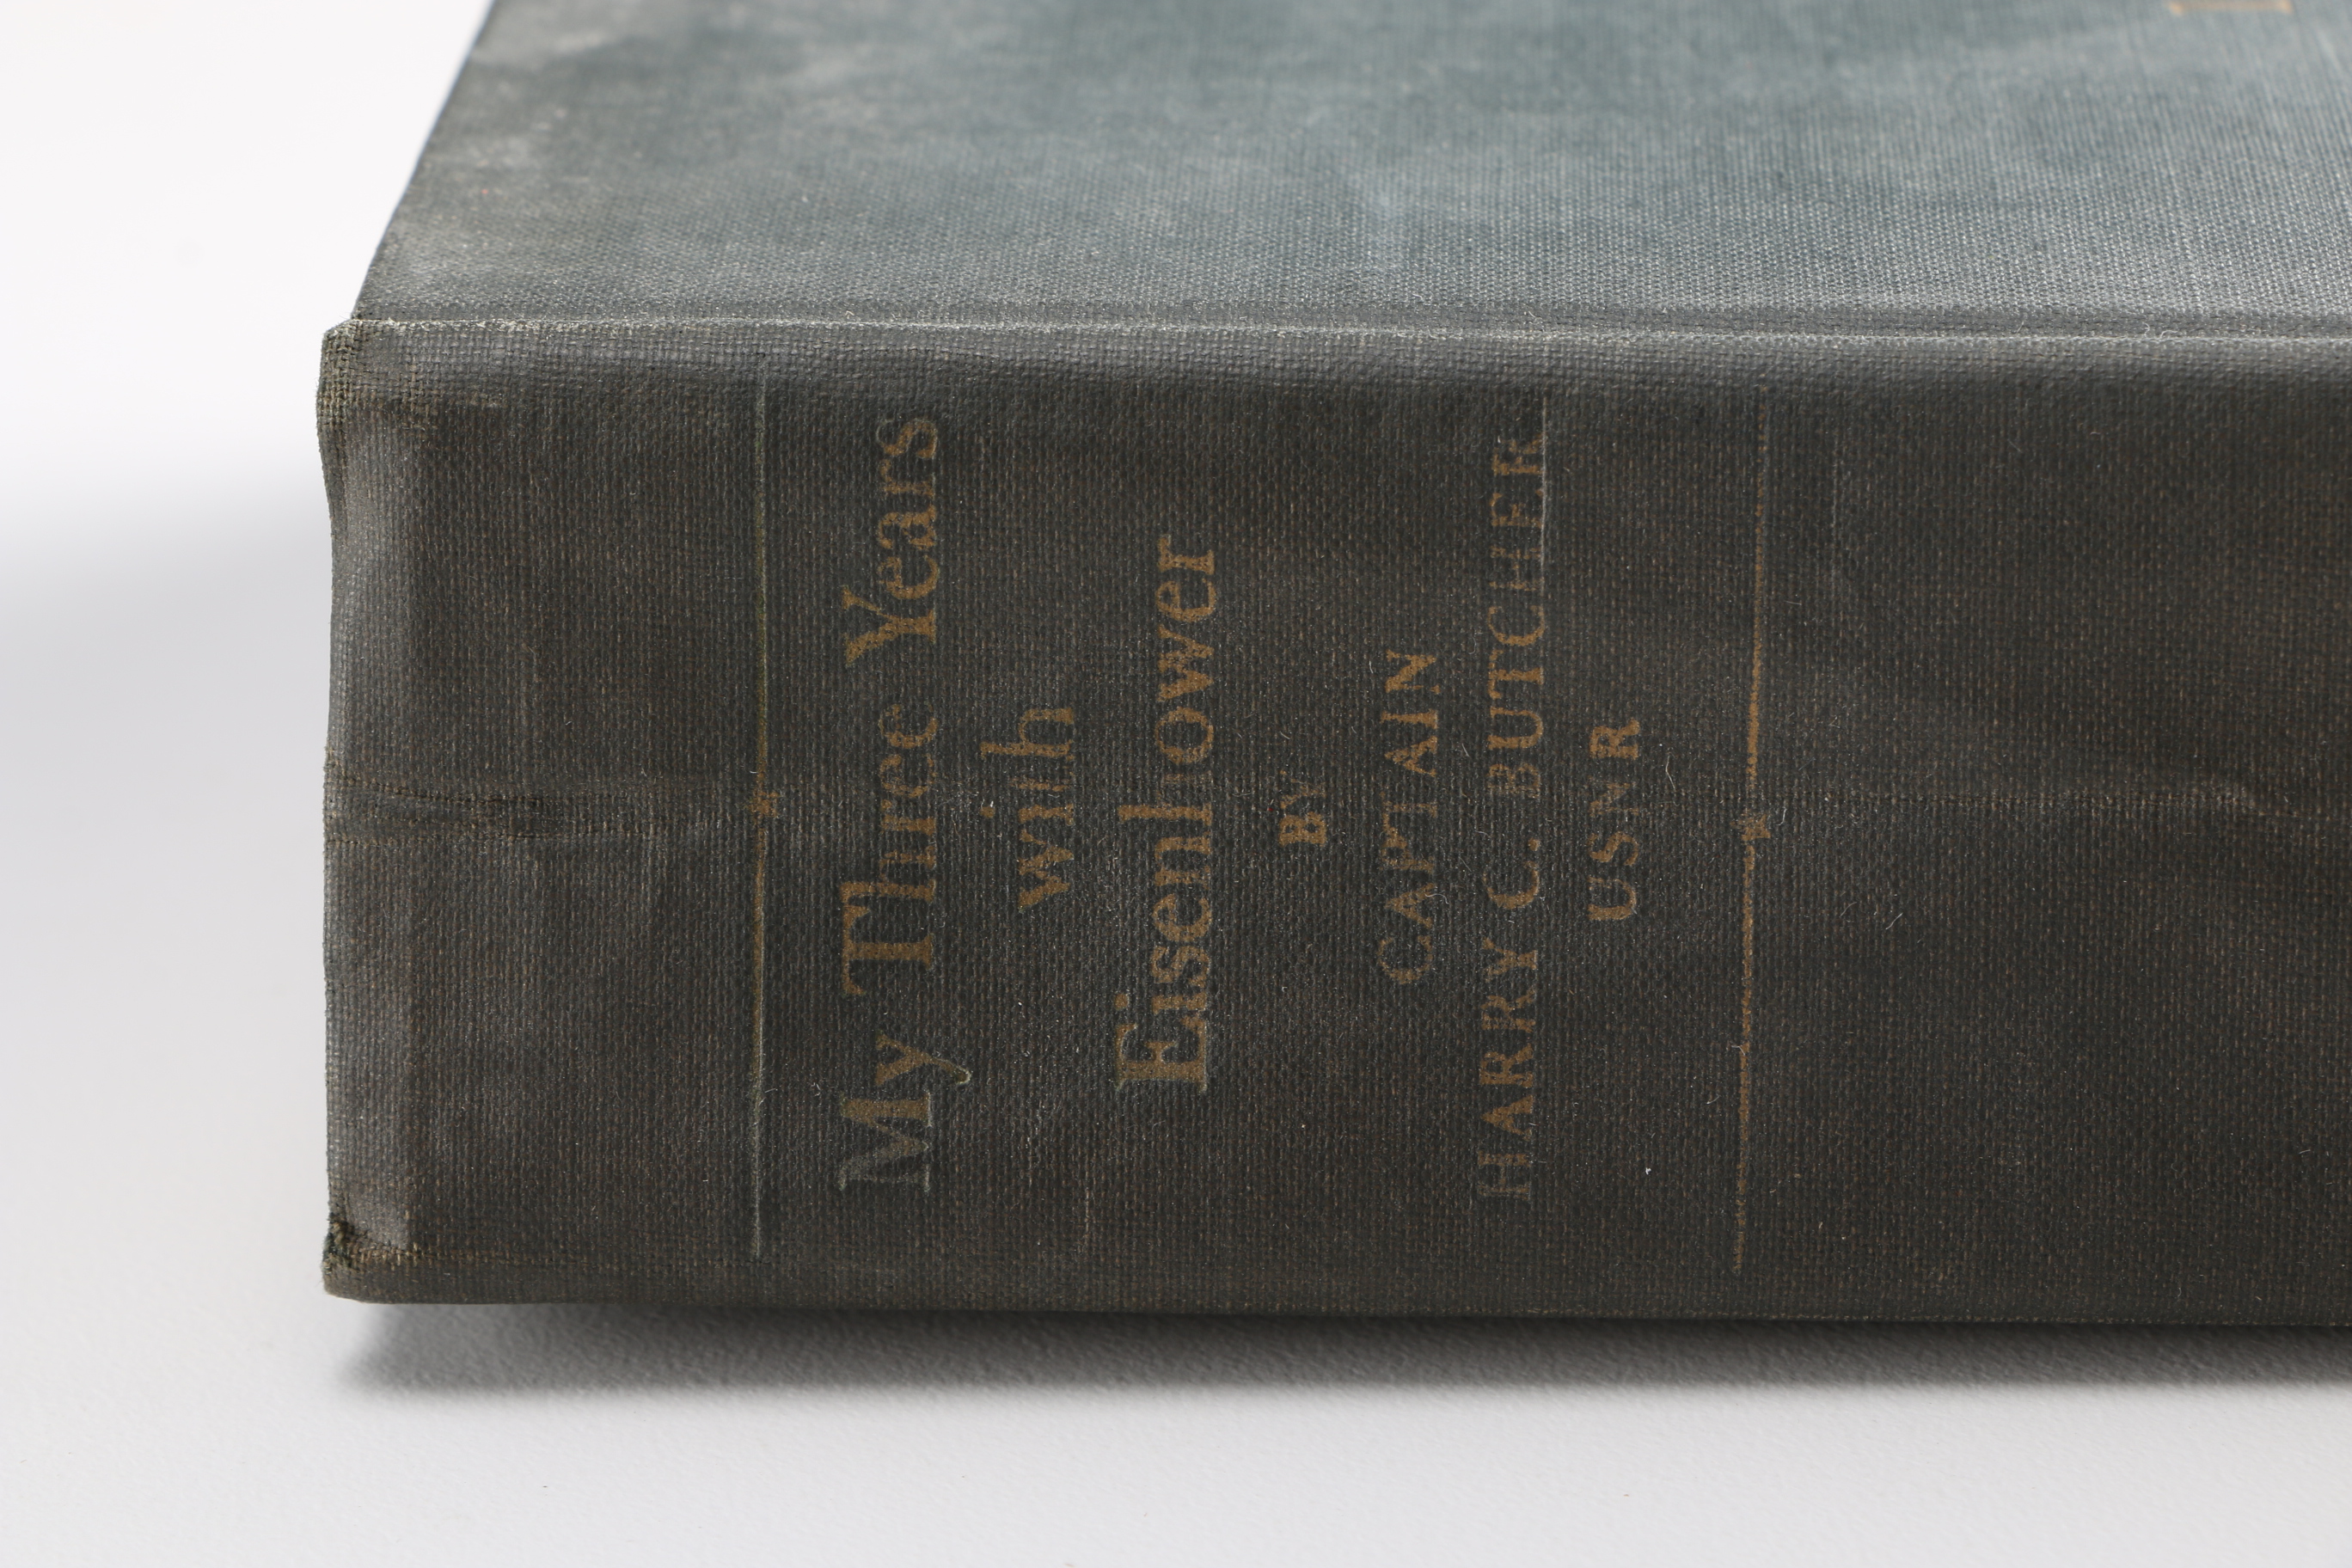 My Three Years
with
Eisenhower
BY
CAPTAIN
HARRY C. BUTCHER
USNR